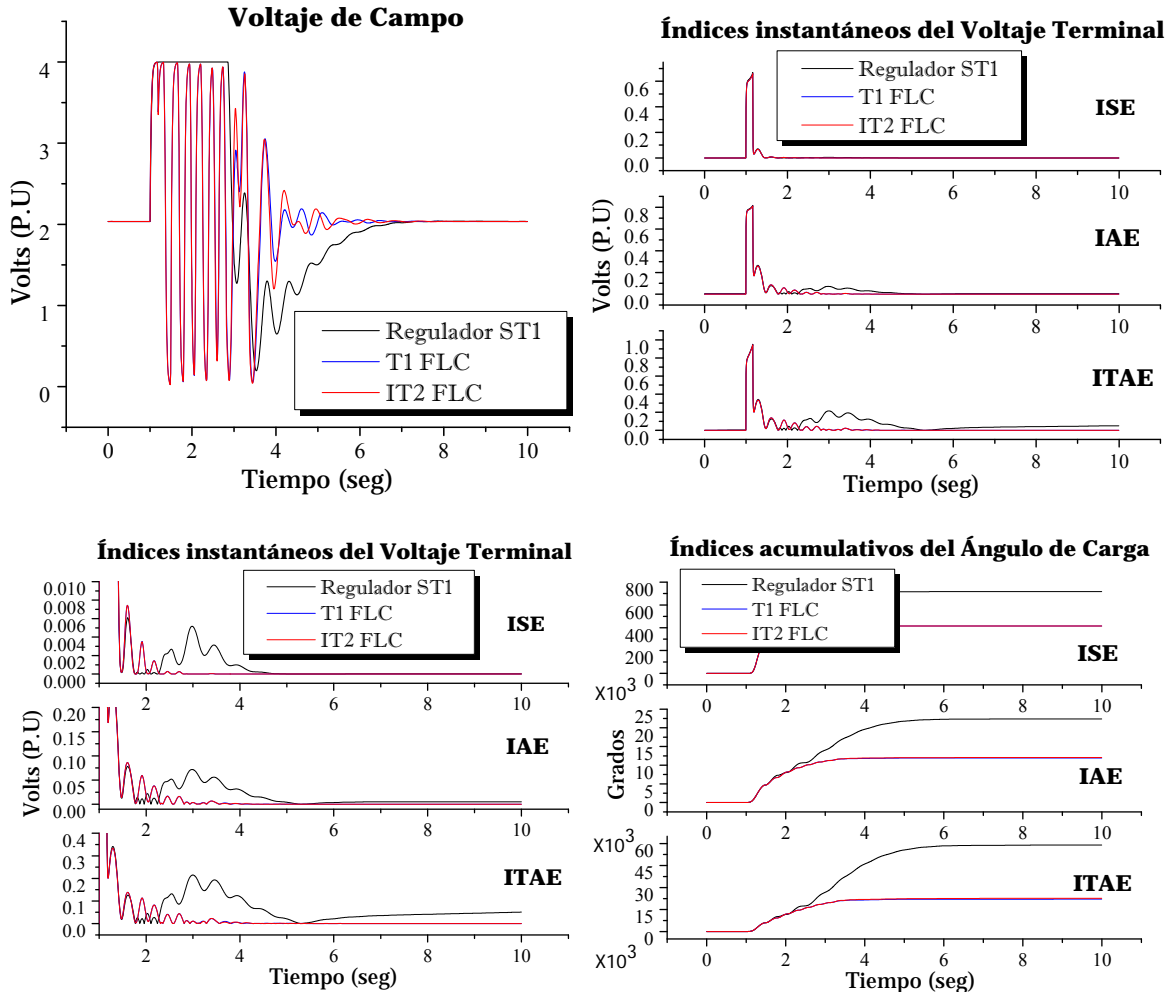 Voltaje de Campo
4
3
2
1
0
Volts (P.U)
Regulador ST1
T1 FLC
IT2 FLC
0 2 4 6 8 10
Tiempo (seg)
Índices instantáneos del Voltaje Terminal
Regulador ST1
T1 FLC
IT2 FLC
ISE
0.6
0.4
0.2
0.0
0 2 4 6 8 10
IAE
0.8
0.6
0.4
0.2
0.0
Volts (P.U)
0 2 4 6 8 10
ITAE
1.0
0.8
0.6
0.4
0.2
0.0
0 2 4 6 8 10
Tiempo (seg)
Índices instantáneos del Voltaje Terminal
Regulador ST1
T1 FLC
IT2 FLC
ISE
0.010
0.008
0.006
0.004
0.002
0.000
2 4 6 8 10
IAE
0.20
0.15
0.10
0.05
0.00
Volts (P.U)
2 4 6 8 10
ITAE
0.4
0.3
0.2
0.1
0.0
2 4 6 8 10
Tiempo (seg)
Índices acumulativos del Ángulo de Carga
Regulador ST1
T1 FLC
IT2 FLC
ISE
800
600
400
200
0
X10³
0 2 4 6 8 10
IAE
25
20
15
10
5
0
Grados
X10³
0 2 4 6 8 10
ITAE
60
45
30
15
0
X10³
0 2 4 6 8 10
Tiempo (seg)